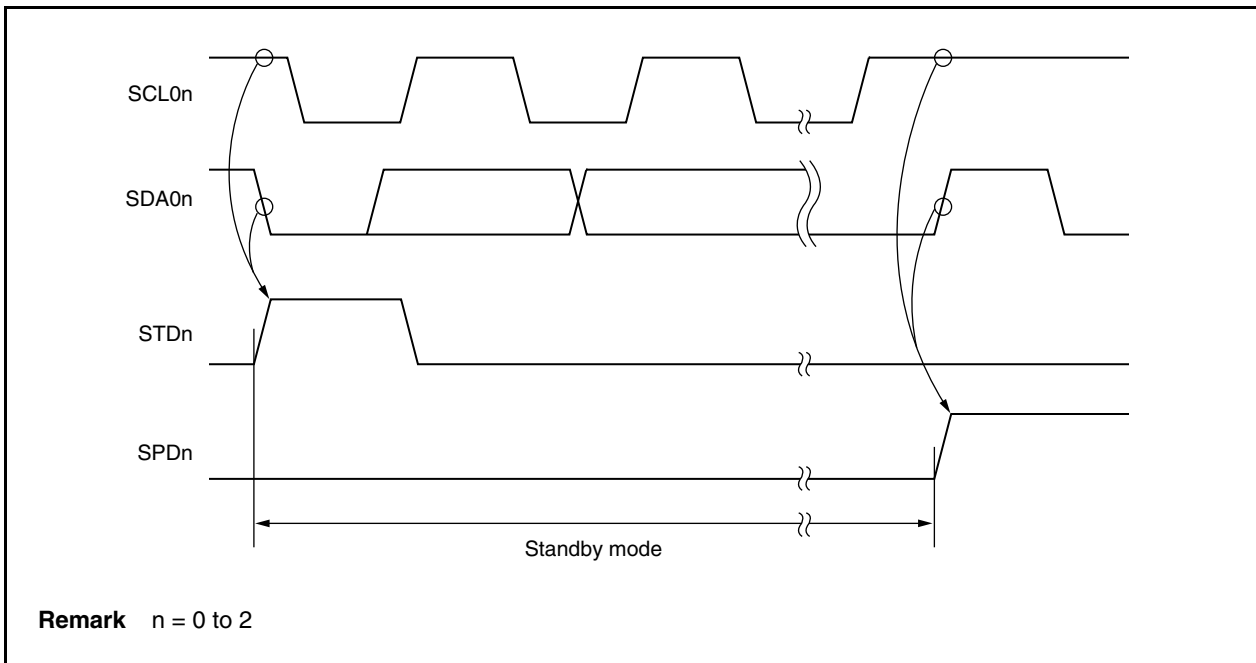 SCL0n
SDA0n
STDn
SPDn
Standby mode
Remark n = 0 to 2